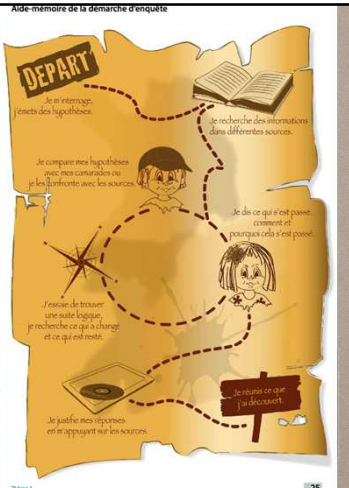 Aide-mémoire de la démarche d'enquête
DEPART
Je m'interroge,
j'émets des hypothèses.
Je recherche des informations
dans différentes sources.
Je compare mes hypothèses
avec mes camarades ou
je les confronte avec les sources.
Je dis ce qui s'est passé,
comment et
pourquoi cela s'est passé.
J'essaie de trouver
une suite logique,
je recherche ce qui a changé
et ce qui est resté.
Je réunis ce que
j'ai découvert.
Je justifie mes réponses
en m'appuyant sur les sources.
25